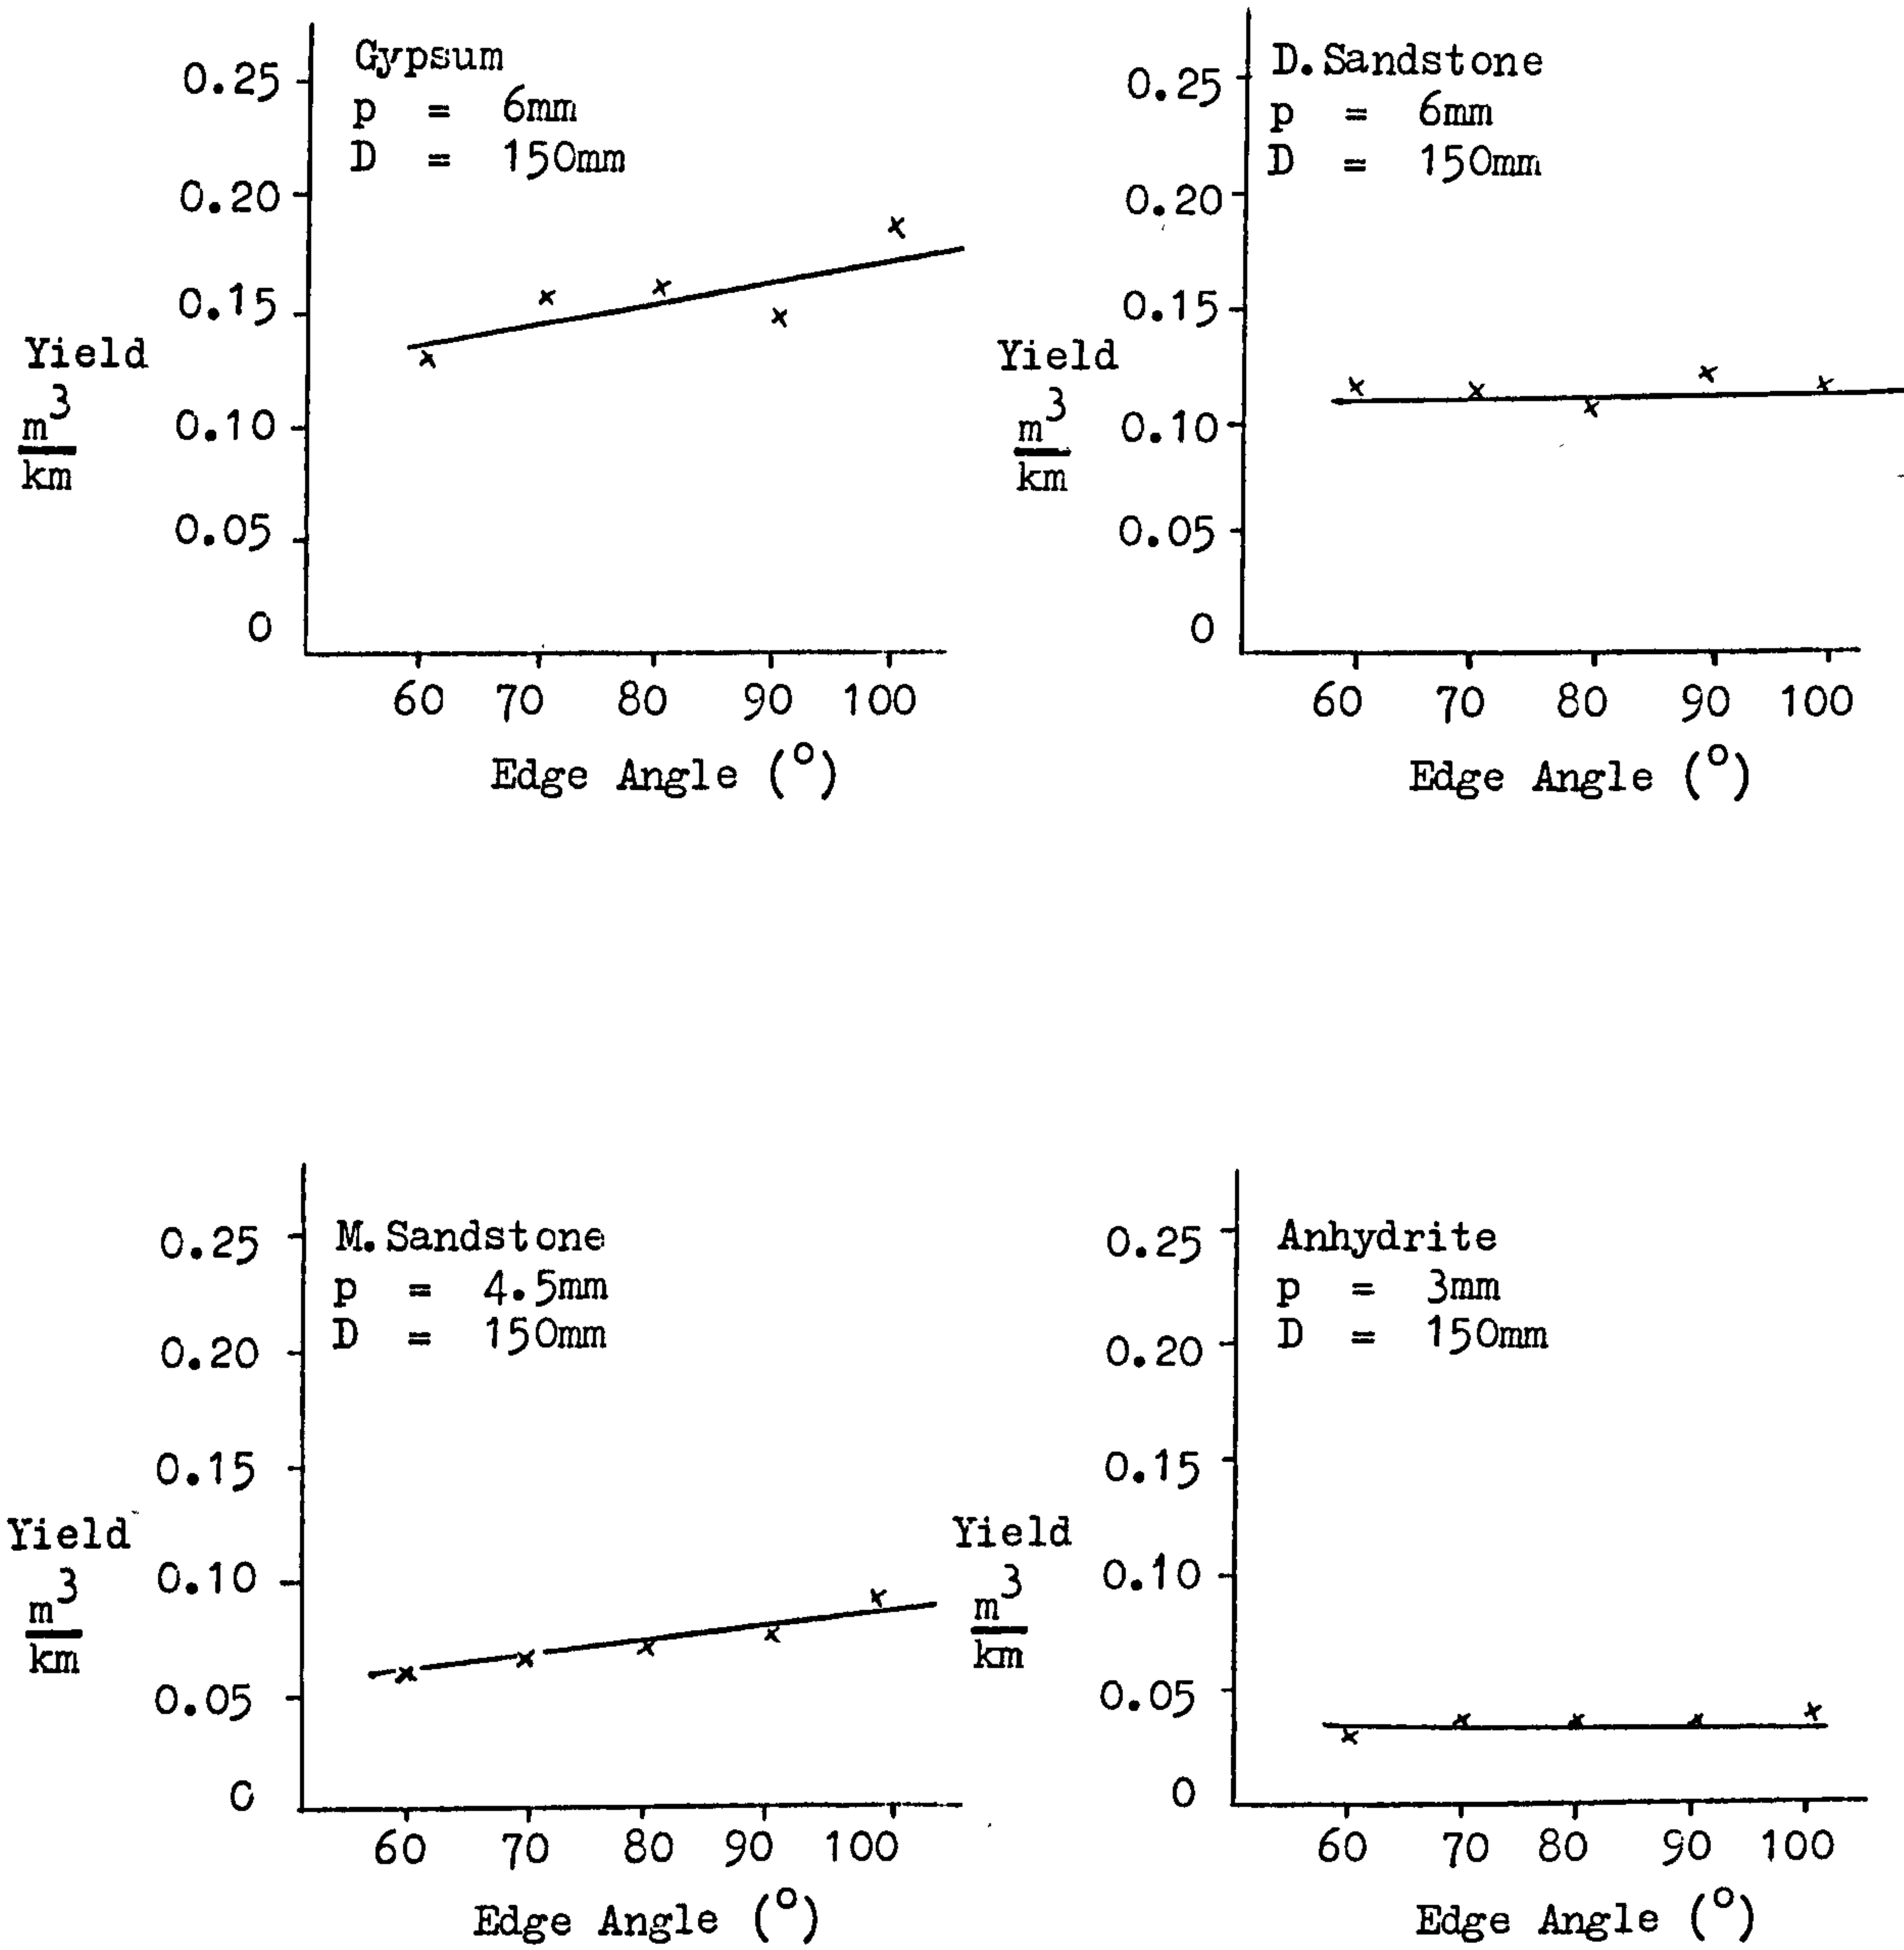 Gypsum
p = 6mm
D = 150mm
0.25
0.20
0.15
0.10
0.05
0
Yield
m3
km
60 70 80 90 100
Edge Angle (°)
D.Sandstone
p = 6mm
D = 150mm
0.25
0.20
0.15
0.10
0.05
0
Yield
m3
km
60 70 80 90 100
Edge Angle (°)
M.Sandstone
p = 4.5mm
D = 150mm
0.25
0.20
0.15
0.10
0.05
0
Yield
m3
km
60 70 80 90 100
Edge Angle (°)
Anhydrite
p = 3mm
D = 150mm
0.25
0.20
0.15
0.10
0.05
0
Yield
m3
km
60 70 80 90 100
Edge Angle (°)